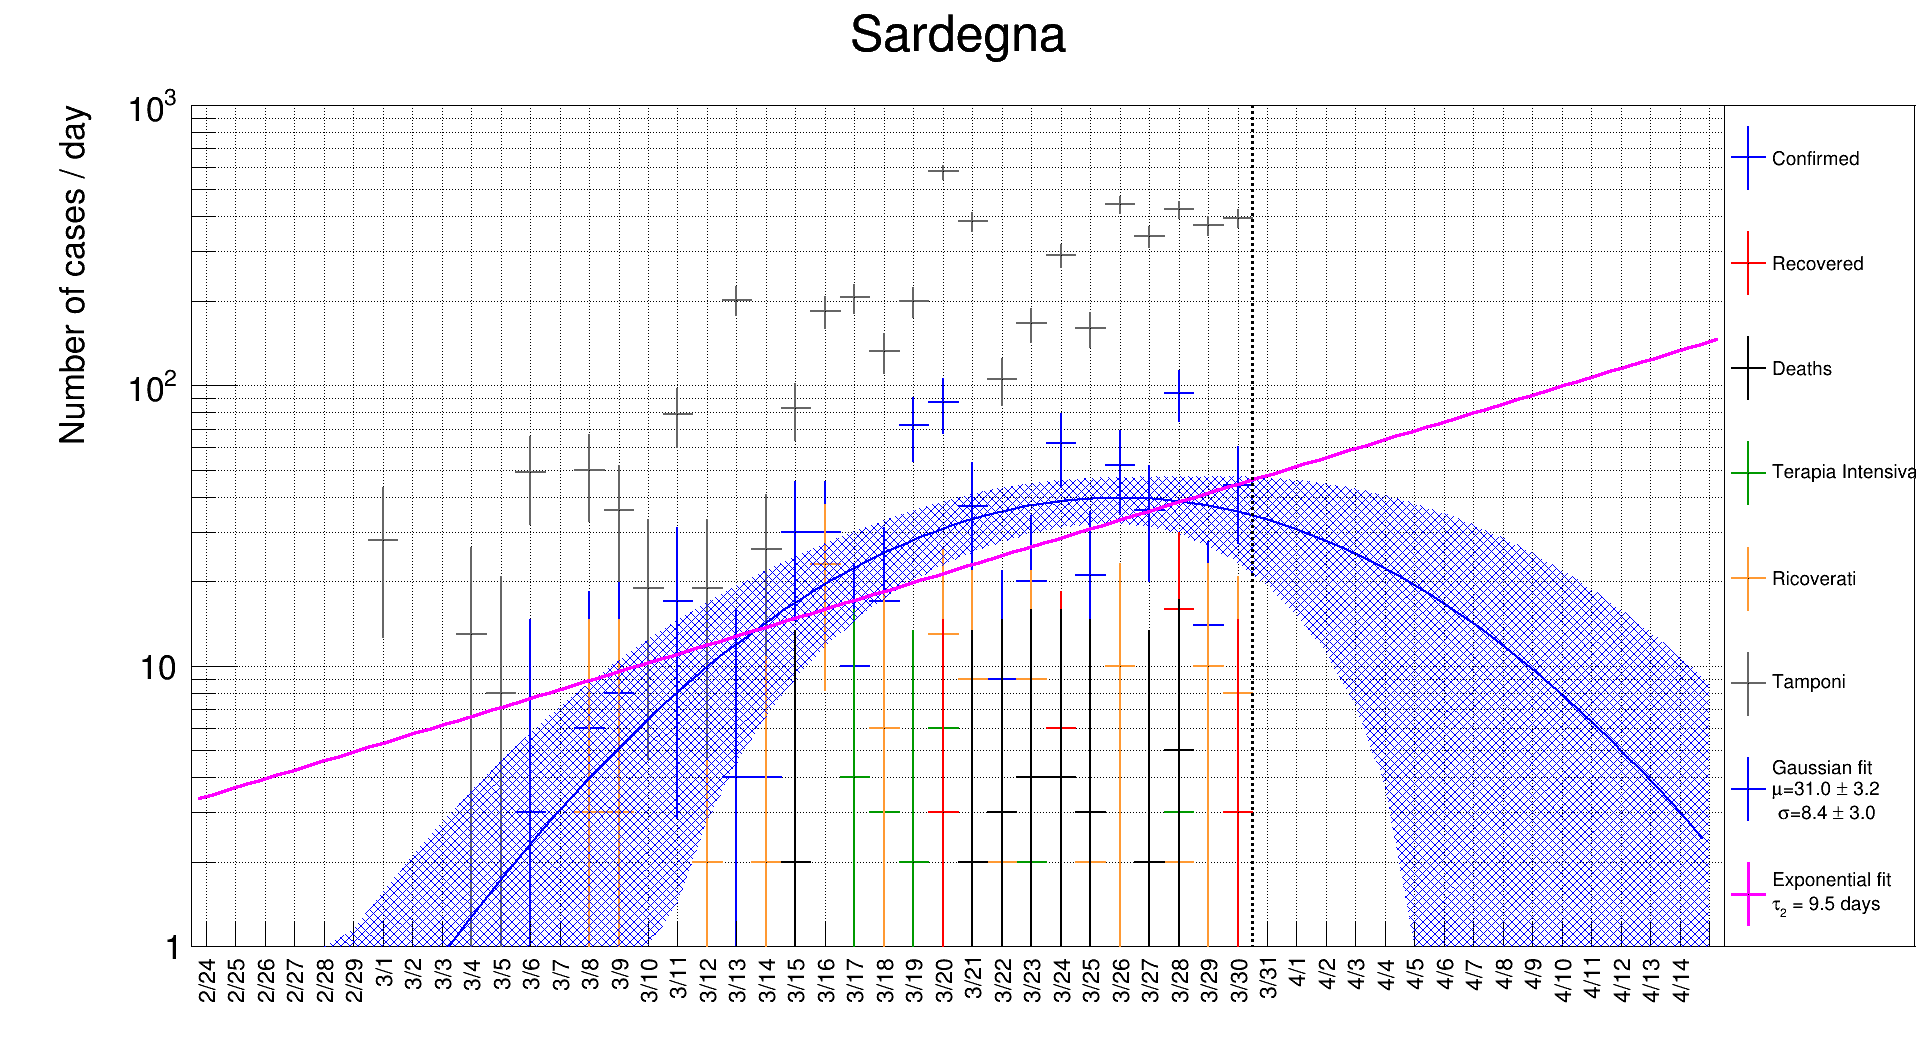 Sardegna
Number of cases / day
10³
10²
10
1
2/24 2/25 2/26 2/27 2/28 2/29 3/1 3/2 3/3 3/4 3/5 3/6 3/7 3/8 3/9 3/10 3/11 3/12 3/13 3/14 3/15 3/16 3/17 3/18 3/19 3/20 3/21 3/22 3/23 3/24 3/25 3/26 3/27 3/28 3/29 3/30 3/31 4/1 4/2 4/3 4/4 4/5 4/6 4/7 4/8 4/9 4/10 4/11 4/12 4/13 4/14
Confirmed
Recovered
Deaths
Terapia Intensiva
Ricoverati
Tamponi
Gaussian fit
μ=31.0 ± 3.2
σ=8.4 ± 3.0
Exponential fit
τ₂ = 9.5 days